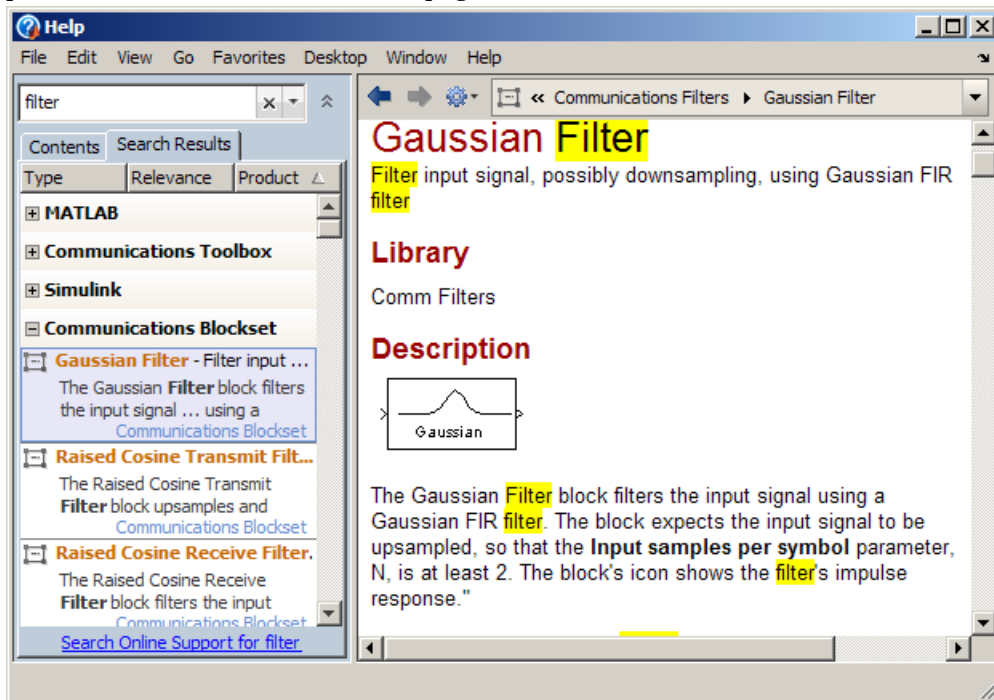 Help
File Edit View Go Favorites Desktop Window Help
filter
Contents Search Results
Type Relevance Product
MATLAB
Communications Toolbox
Simulink
Communications Blockset
Gaussian Filter - Filter input ...
The Gaussian Filter block filters
the input signal ... using a
Communications Blockset
Raised Cosine Transmit Filt...
The Raised Cosine Transmit
Filter block upsamples and
Communications Blockset
Raised Cosine Receive Filter.
The Raised Cosine Receive
Filter block filters the input
Communications Blockset
Search Online Support for filter
« Communications Filters Gaussian Filter
Gaussian Filter
Filter input signal, possibly downsampling, using Gaussian FIR
filter
Library
Comm Filters
Description
Gaussian
The Gaussian Filter block filters the input signal using a
Gaussian FIR filter. The block expects the input signal to be
upsampled, so that the Input samples per symbol parameter,
N, is at least 2. The block's icon shows the filter's impulse
response."